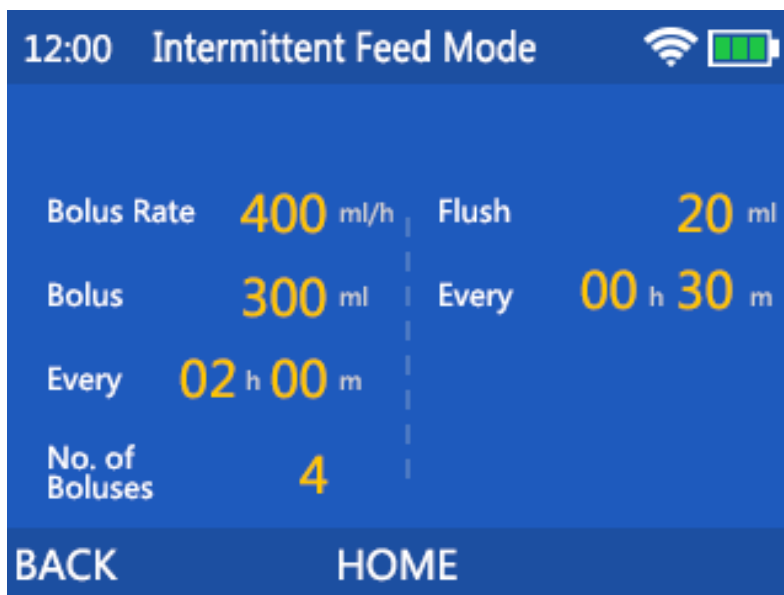 12:00 Intermittent Feed Mode
Bolus Rate 400 ml/h
Bolus 300 ml
Every 02 h 00 m
No. of
Boluses 4
Flush 20 ml
Every 00 h 30 m
BACK HOME